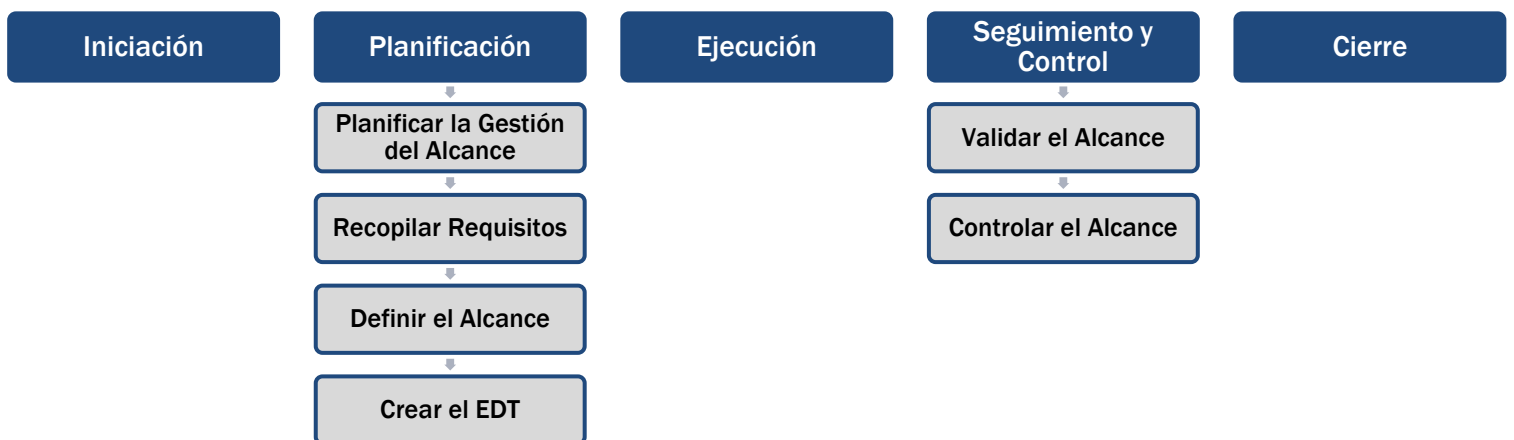 Iniciación
Planificación
Ejecución
Seguimiento y
Control
Cierre
Planificar la Gestión
del Alcance
Recopilar Requisitos
Definir el Alcance
Crear el EDT
Validar el Alcance
Controlar el Alcance